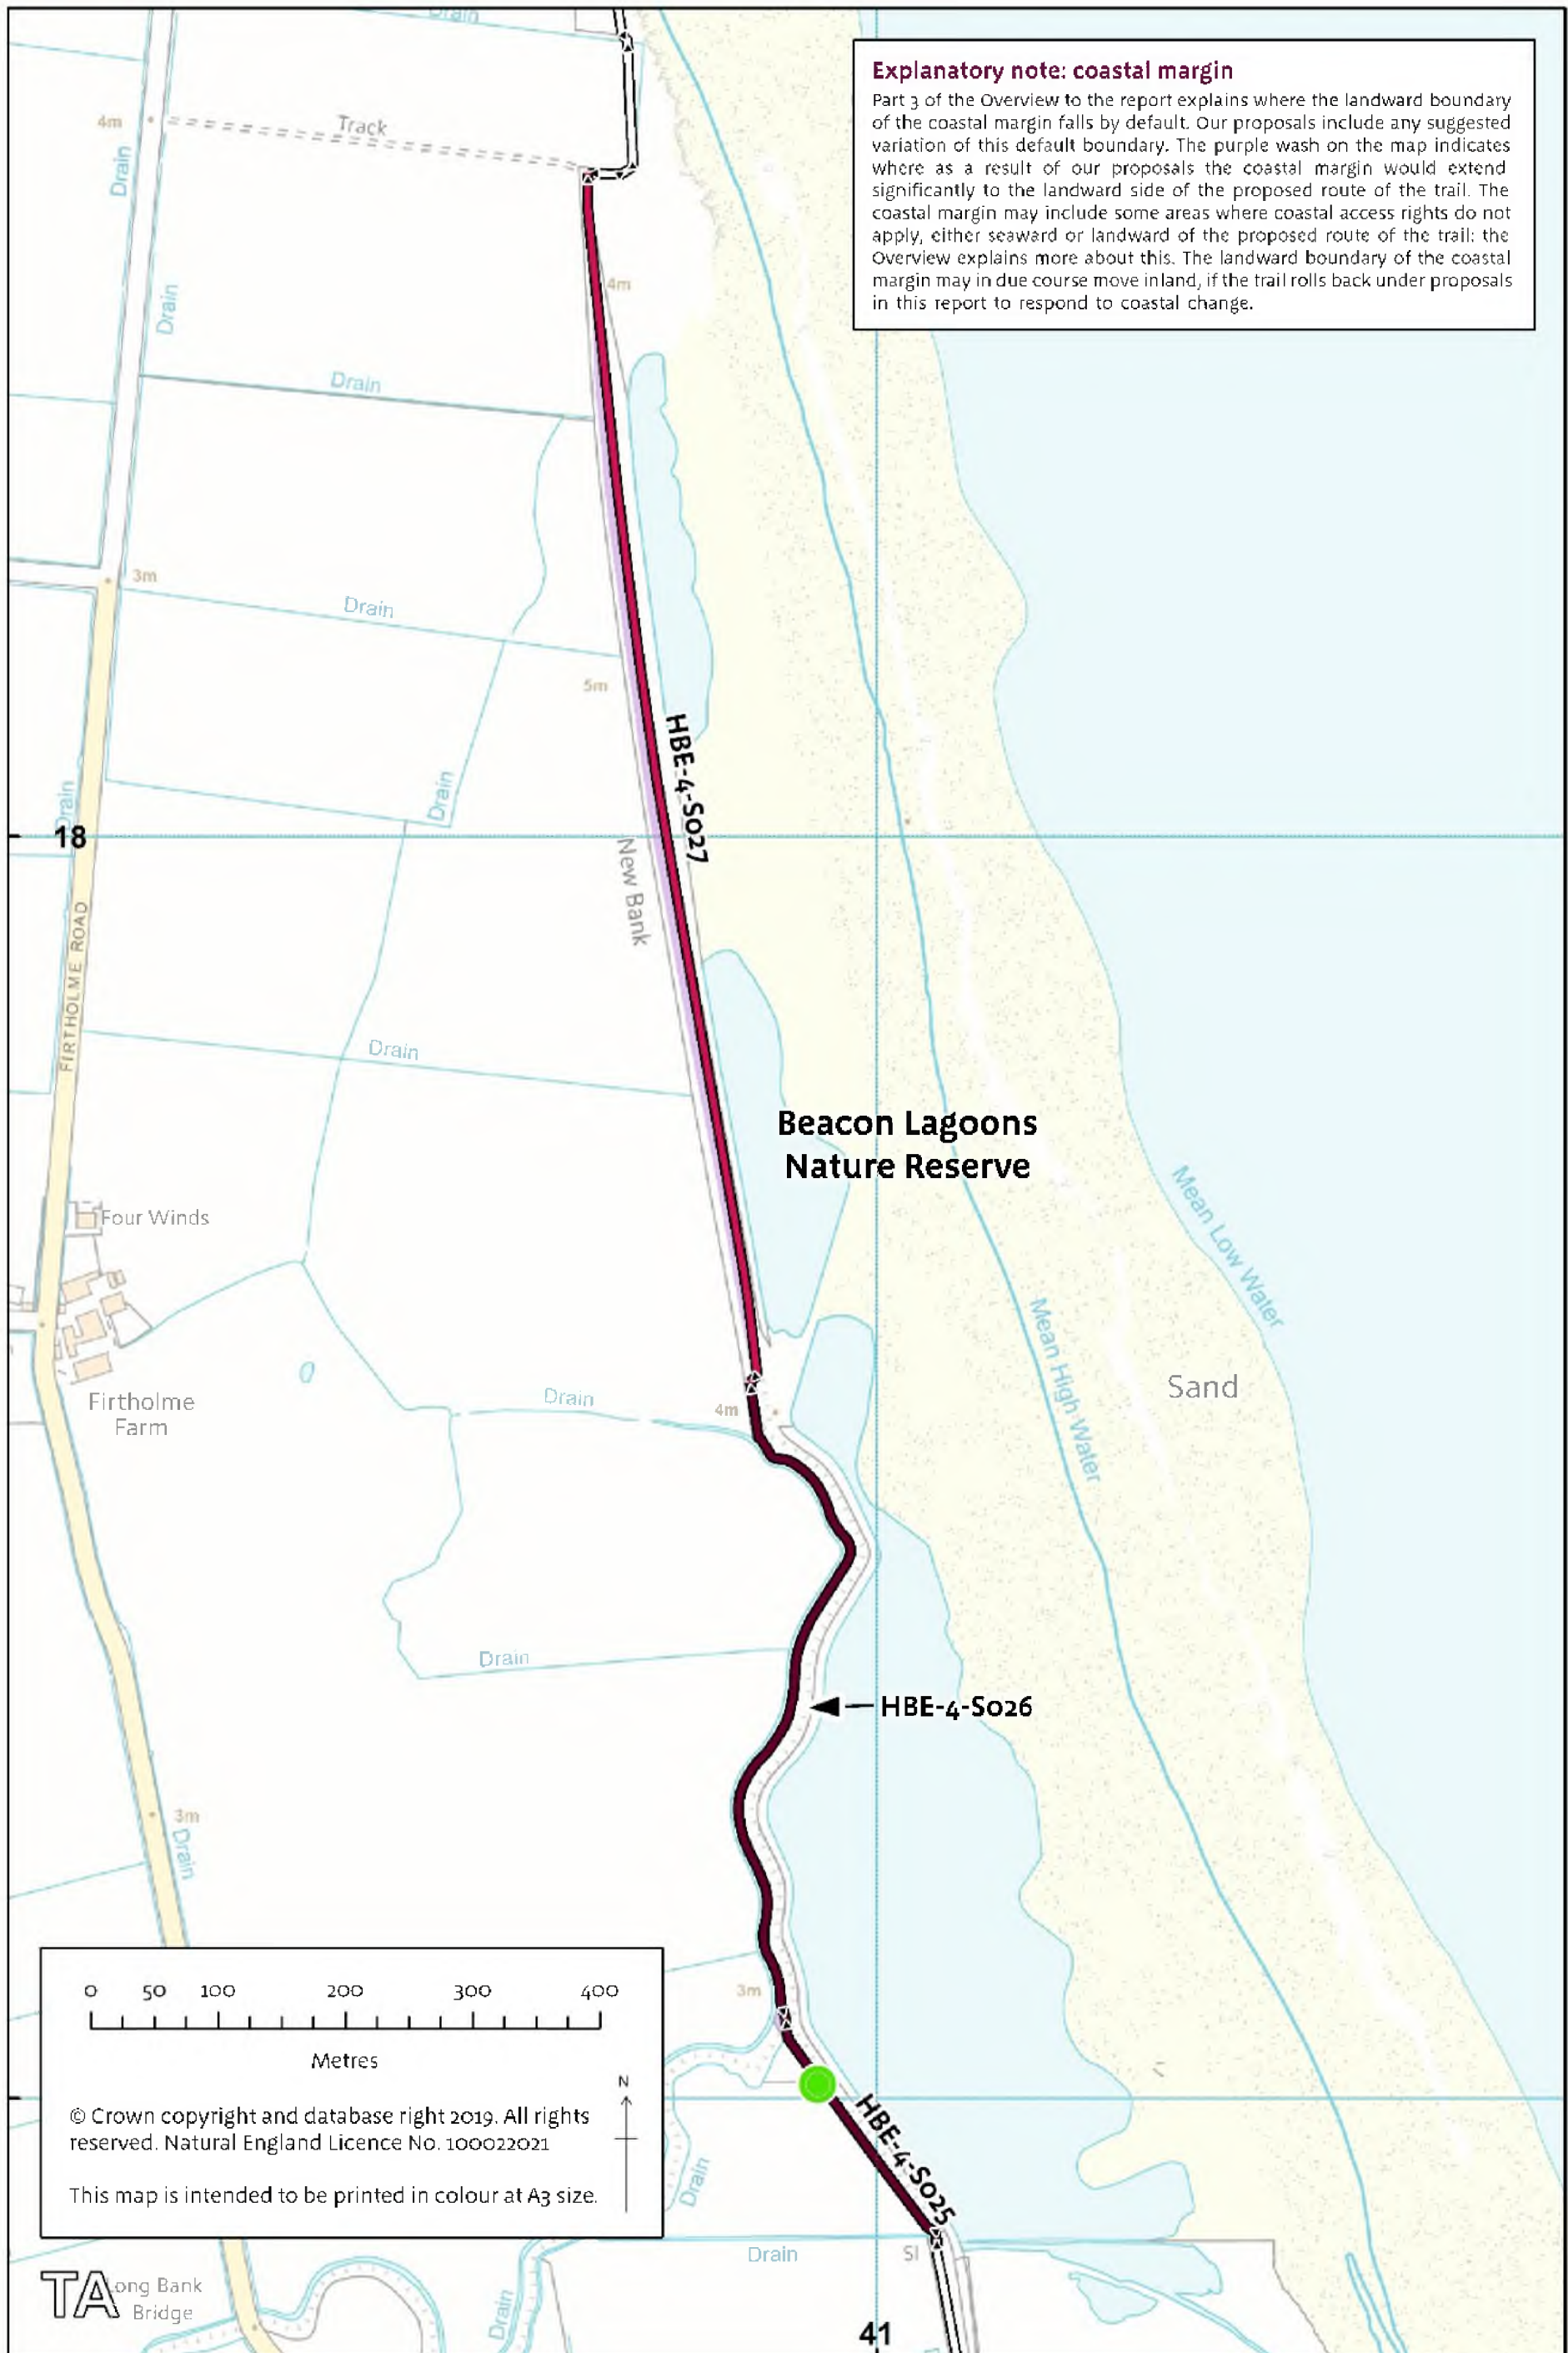 Drain
Explanatory note: coastal margin
Part 3 of the Overview to the report explains where the landward boundary
of the coastal margin falls by default. Our proposals include any suggested
variation of this default boundary. The purple wash on the map indicates
where as a result of our proposals the coastal margin would extend
significantly to the landward side of the proposed route of the trail. The
coastal margin may include some areas where coastal access rights do not
apply, either seaward or landward of the proposed route of the trail: the
Overview explains more about this. The landward boundary of the coastal
margin may in due course move inland, if the trail rolls back under proposals
in this report to respond to coastal change.
4m
Track
Drain
Drain
4m
Drain
3m
Drain
5m
HBE-4-S027
Drain
Drain
18
New Bank
FIRTHOLME ROAD
Drain
Beacon Lagoons
Nature Reserve
Mean Low Water
Four Winds
Mean High Water
Sand
Firtholme
Farm
Drain
4m
Drain
HBE-4-S026
3m
Drain
0 50 100 200 300 400
Metres
3m
N
© Crown copyright and database right 2019. All rights
reserved. Natural England Licence No. 100022021
This map is intended to be printed in colour at A3 size.
HBE-4-S025
Drain
Drain
Sl
TA
ong Bank
Bridge
Drain
41